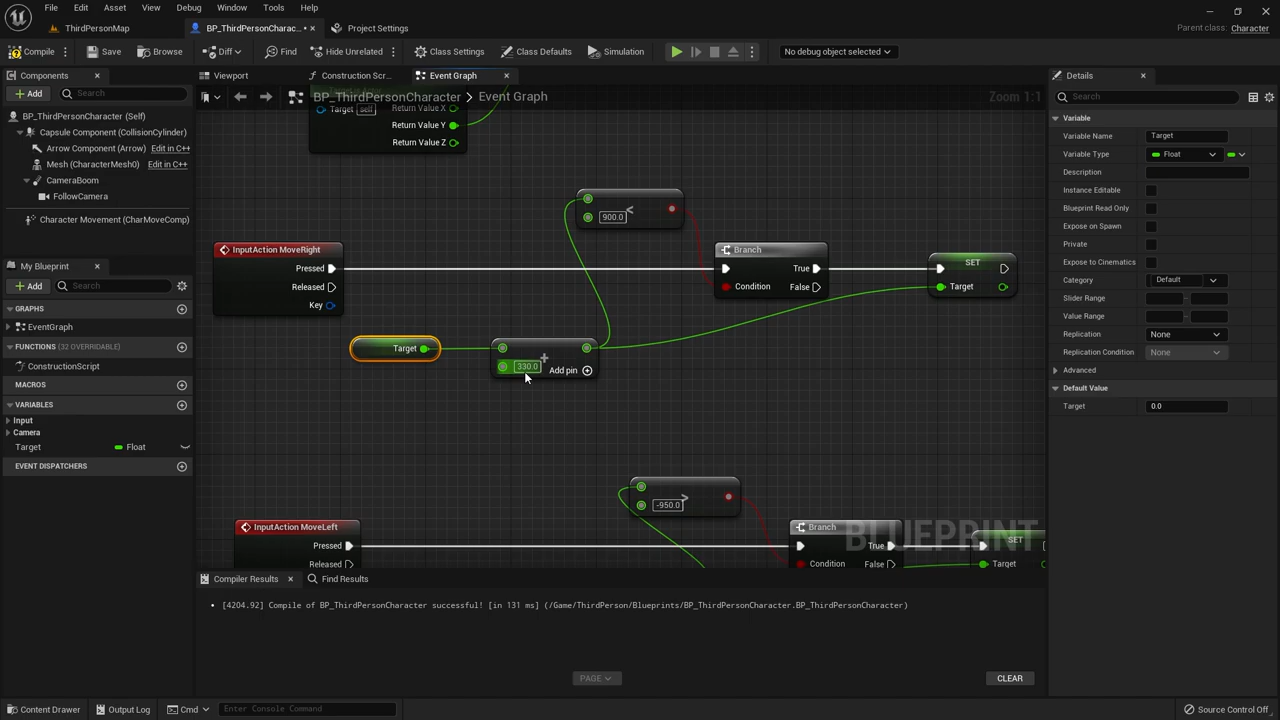 File Edit Asset View Debug Window Tools Help
ThirdPersonMap
BP_ThirdPersonCharac... •
Project Settings
Parent class: Character
Compile
Save
Browse
Diff
Find
Hide Unrelated
Class Settings
Class Defaults
Simulation
No debug object selected
Components
Viewport
Construction Scr...
Event Graph
Details
Add
Search
BP_ThirdPersonCharacter > Event Graph
Zoom 1:1
Search
BP_ThirdPersonCharacter (Self)
Capsule Component (CollisionCylinder)
Arrow Component (Arrow) Edit in C++
Mesh (CharacterMesh0) Edit in C++
CameraBoom
FollowCamera
Character Movement (CharMoveComp)
My Blueprint
Add
Search
GRAPHS
EventGraph
FUNCTIONS (32 OVERRIDABLE)
ConstructionScript
MACROS
VARIABLES
Input
Camera
Target Float
EVENT DISPATCHERS
Target self
Return Value X
Return Value Y
Return Value Z
900.0
<
InputAction MoveRight
Pressed
Released
Key
Branch
True
Condition False
SET
Target
Target
330.0
+
Add pin
-950.0
>
InputAction MoveLeft
Pressed
Released
Branch
True
Condition False
SET
Target
BLUEPRINT
Variable
Variable Name Target
Variable Type Float
Description
Instance Editable
Blueprint Read Only
Expose on Spawn
Private
Expose to Cinematics
Category Default
Slider Range
Value Range
Replication None
Replication Condition None
Advanced
Default Value
Target 0.0
Compiler Results
Find Results
[4204.92] Compile of BP_ThirdPersonCharacter successful! [in 131 ms] (/Game/ThirdPerson/Blueprints/BP_ThirdPersonCharacter.BP_ThirdPersonCharacter)
PAGE
CLEAR
Content Drawer
Output Log
Cmd
Enter Console Command
Source Control Off